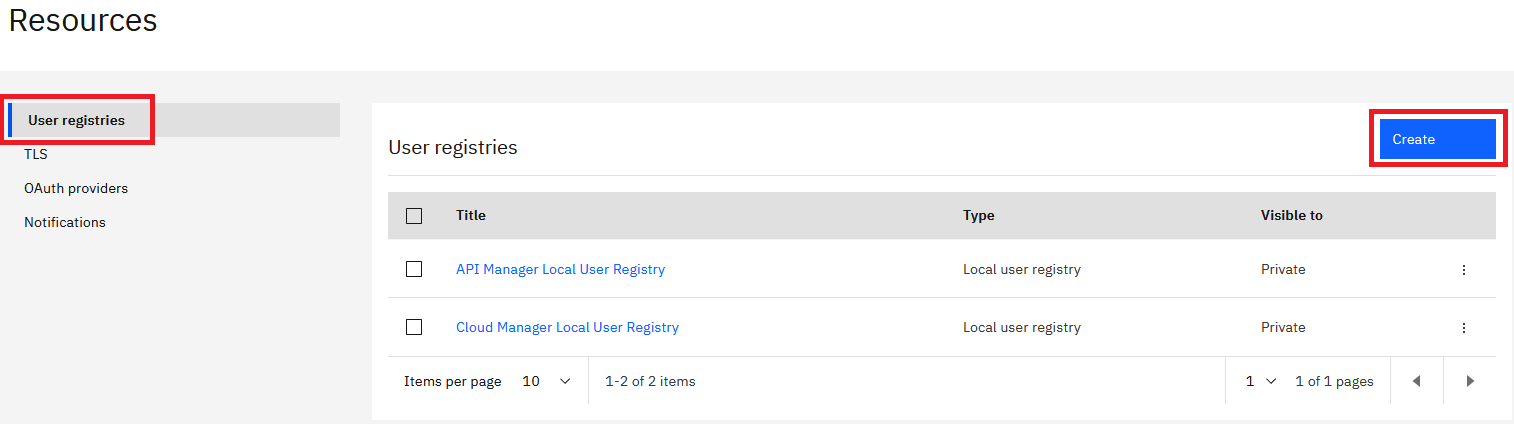 Resources
User registries
TLS
OAuth providers
Notifications
User registries
Create
Title Type Visible to
API Manager Local User Registry Local user registry Private
Cloud Manager Local User Registry Local user registry Private
Items per page 10 1-2 of 2 items 1 1 of 1 pages